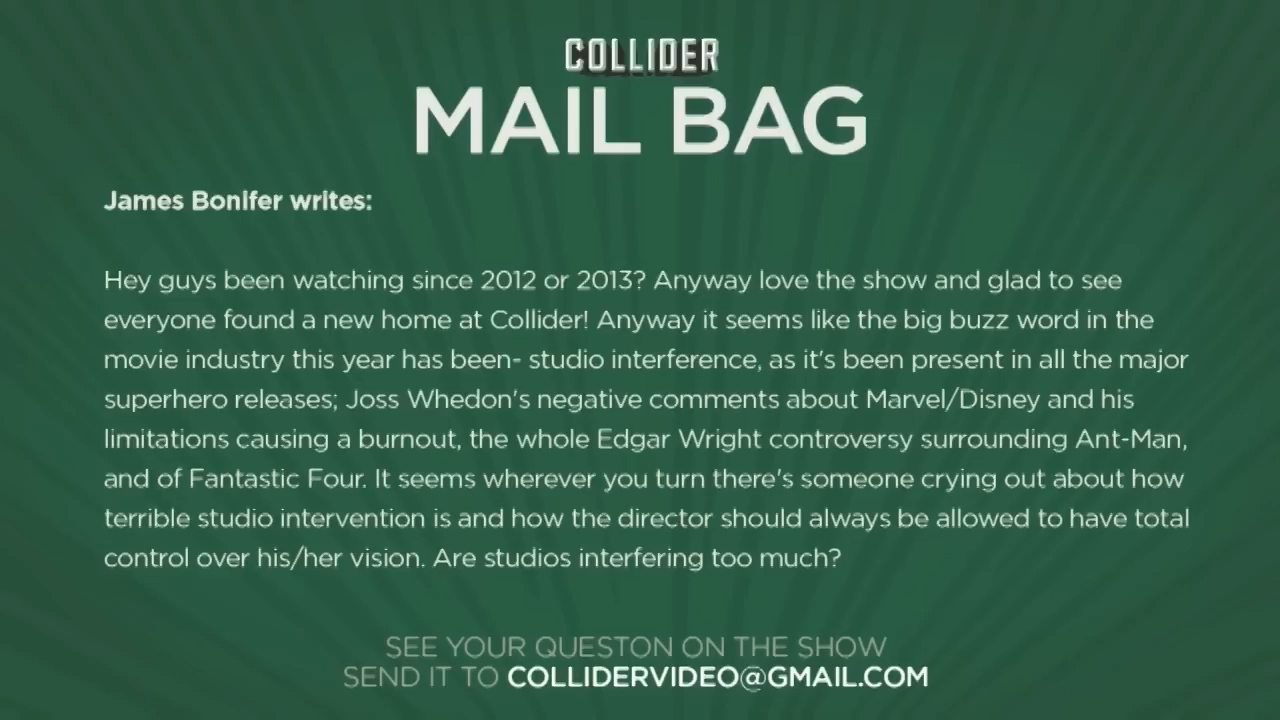 COLLIDER
MAIL BAG
James Bonifer writes:
Hey guys been watching since 2012 or 2013? Anyway love the show and glad to see
everyone found a new home at Collider! Anyway it seems like the big buzz word in the
movie industry this year has been- studio interference, as it's been present in all the major
superhero releases; Joss Whedon's negative comments about Marvel/Disney and his
limitations causing a burnout, the whole Edgar Wright controversy surrounding Ant-Man,
and of Fantastic Four. It seems wherever you turn there's someone crying out about how
terrible studio intervention is and how the director should always be allowed to have total
control over his/her vision. Are studios interfering too much?
SEE YOUR QUESTON ON THE SHOW
SEND IT TO COLLIDERVIDEO@GMAIL.COM